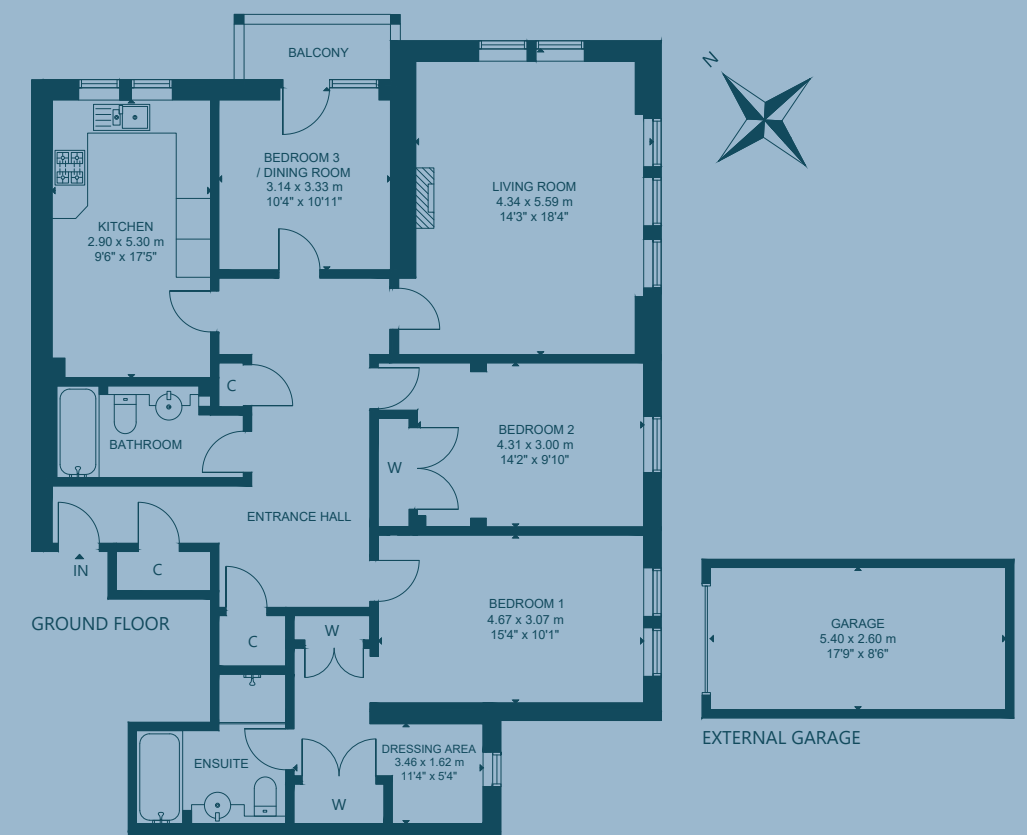 BALCONY
N
BEDROOM 3
/ DINING ROOM
3.14 x 3.33 m
10'4" x 10'11"
LIVING ROOM
4.34 x 5.59 m
14'3" x 18'4"
KITCHEN
2.90 x 5.30 m
9'6" x 17'5"
C
BATHROOM
BEDROOM 2
4.31 x 3.00 m
14'2" x 9'10"
W
ENTRANCE HALL
IN
C
GROUND FLOOR
C
W
BEDROOM 1
4.67 x 3.07 m
15'4" x 10'1"
GARAGE
5.40 x 2.60 m
17'9" x 8'6"
EXTERNAL GARAGE
ENSUITE
W
DRESSING AREA
3.46 x 1.62 m
11'4" x 5'4"